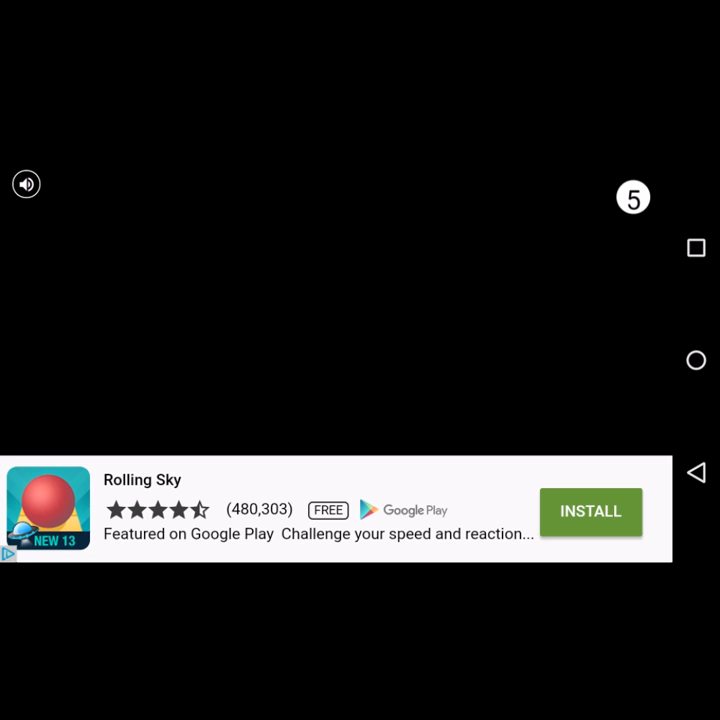 5
Rolling Sky
(480,303) FREE Google Play
Featured on Google Play Challenge your speed and reaction...
INSTALL
NEW 13